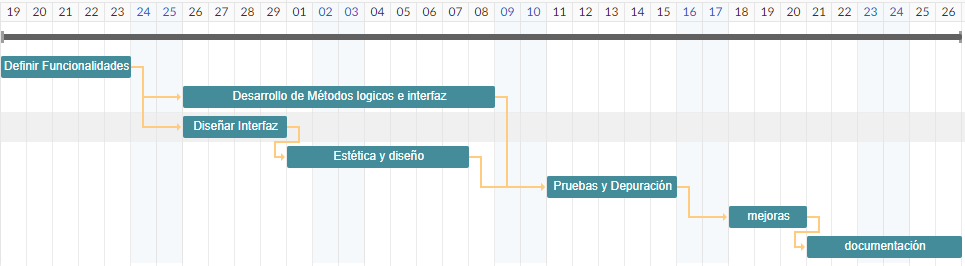 19 20 21 22 23 24 25 26 27 28 29 01 02 03 04 05 06 07 08 09 10 11 12 13 14 15 16 17 18 19 20 21 22 23 24 25 26
Definir Funcionalidades
Desarrollo de Métodos logicos e interfaz
Diseñar Interfaz
Estética y diseño
Pruebas y Depuración
mejoras
documentación